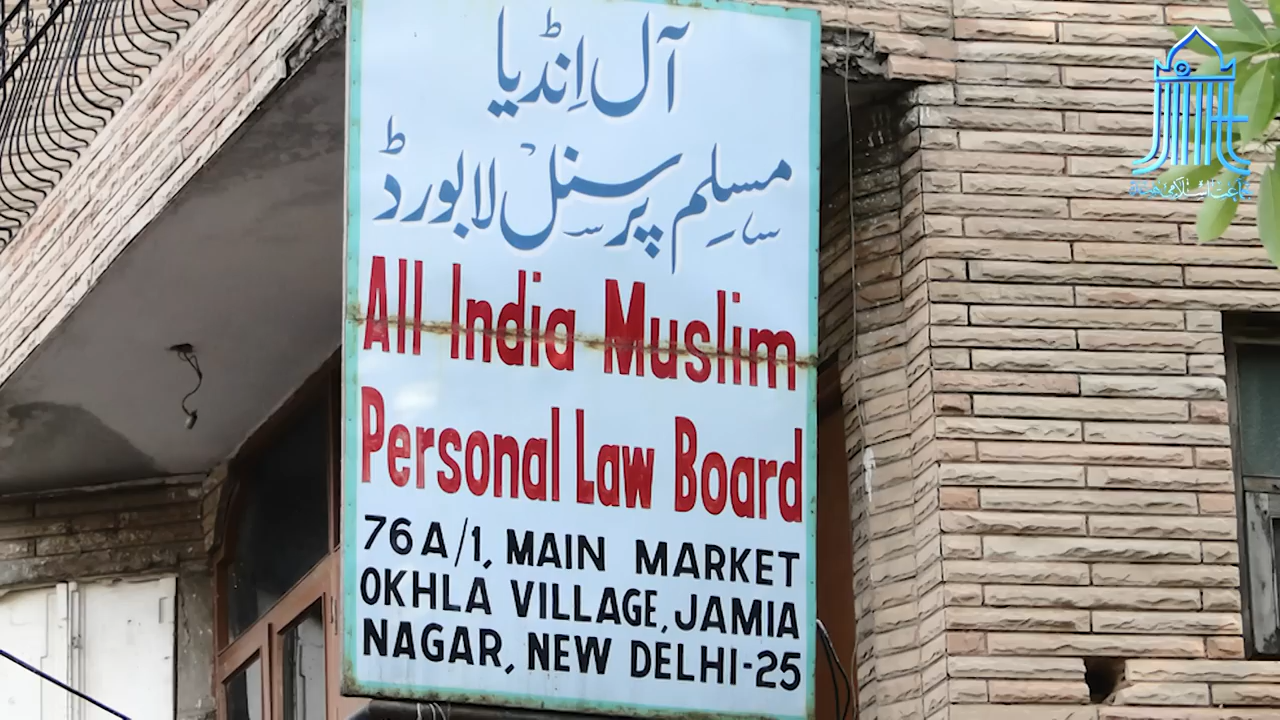 آل انڈیا
مسلم پرسنل لا بورڈ
All India Muslim
Personal Law Board
76A/1, MAIN MARKET
OKHLA VILLAGE, JAMIA
NAGAR, NEW DELHI-25